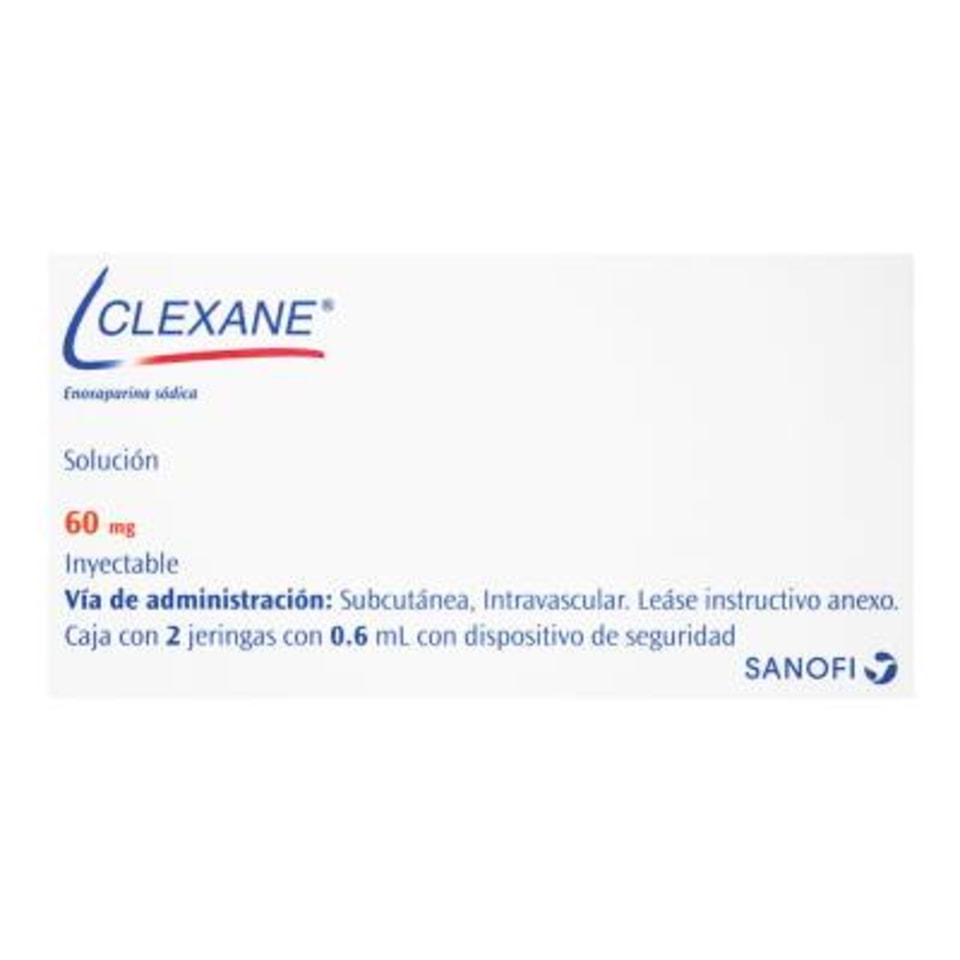 CLEXANE®
Enoxaparina sódica
Solución
60 mg
Inyectable
Vía de administración: Subcutánea, Intravascular. Leáse instructivo anexo.
Caja con 2 jeringas con 0.6 mL con dispositivo de seguridad
SANOFI